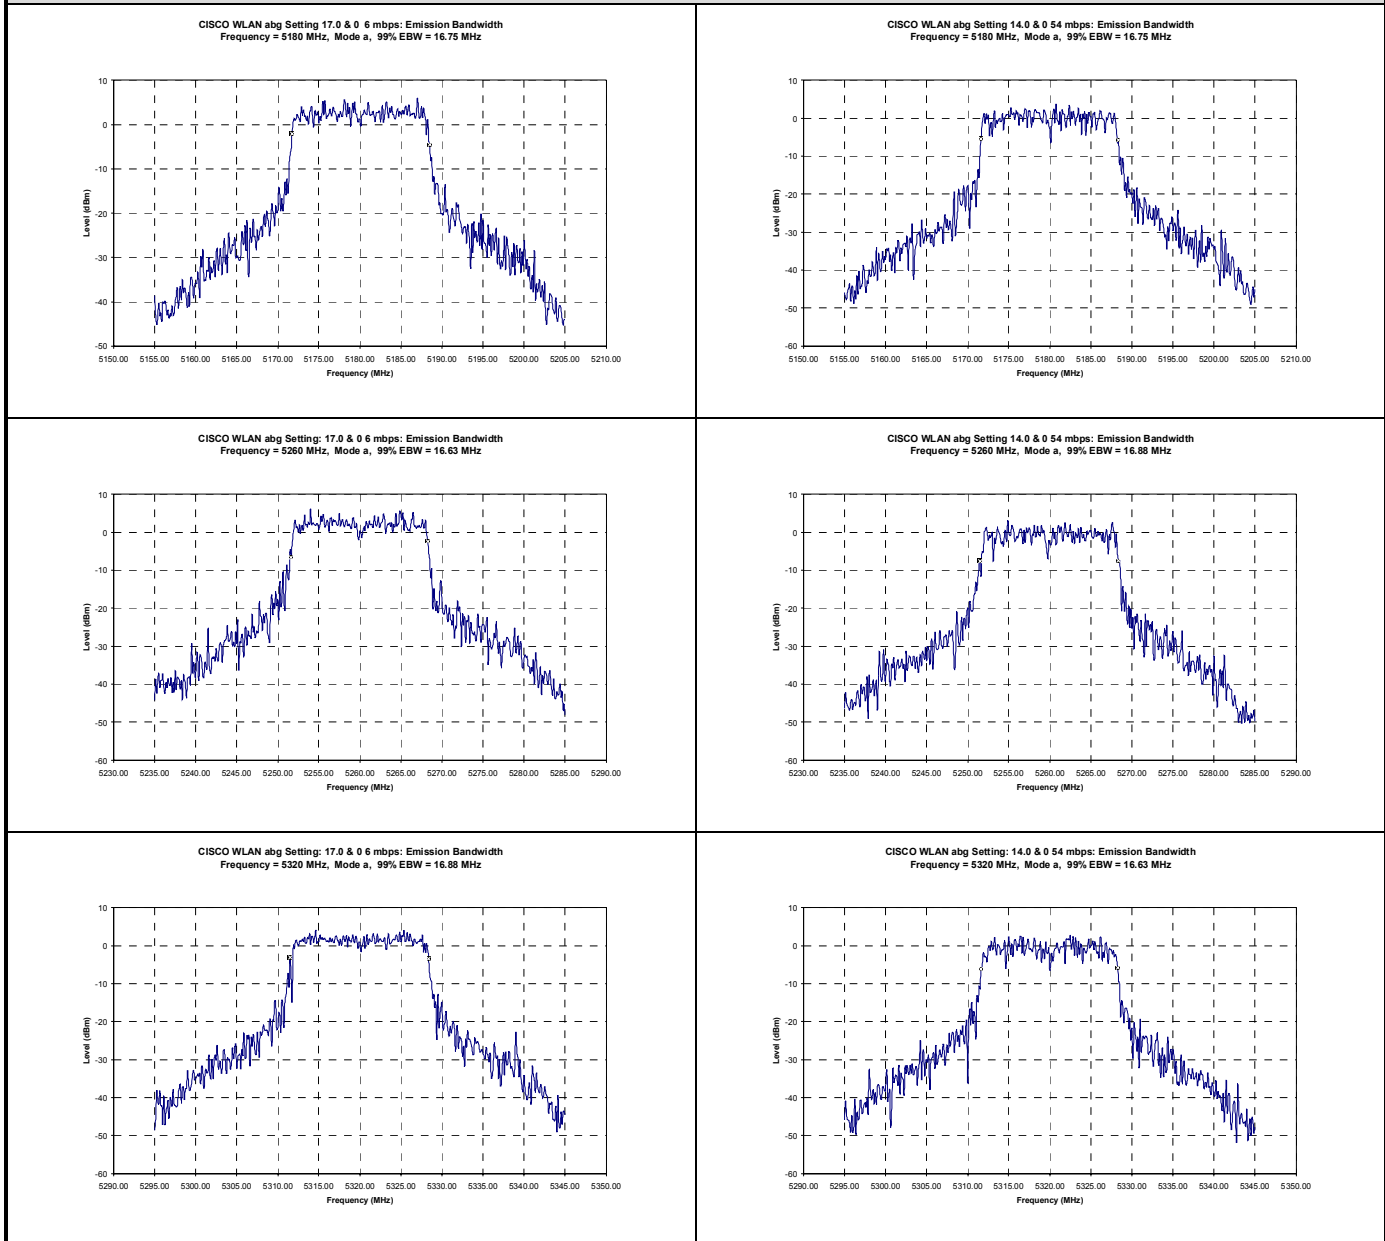 CISCO WLAN abg Setting 17.0 & 0  6 mbps: Emission Bandwidth
Frequency = 5180 MHz,  Mode a,  99% EBW = 16.75 MHz
10
0
-10
-20
-30
-40
-50
Level (dBm)
5150.00 5155.00 5160.00 5165.00 5170.00 5175.00 5180.00 5185.00 5190.00 5195.00 5200.00 5205.00 5210.00
Frequency (MHz)
CISCO WLAN abg Setting 14.0 & 0 54 mbps: Emission Bandwidth
Frequency = 5180 MHz,  Mode a,  99% EBW = 16.75 MHz
10
0
-10
-20
-30
-40
-50
-60
Level (dBm)
5150.00 5155.00 5160.00 5165.00 5170.00 5175.00 5180.00 5185.00 5190.00 5195.00 5200.00 5205.00 5210.00
Frequency (MHz)
CISCO WLAN abg Setting: 17.0 & 0 6 mbps: Emission Bandwidth
Frequency = 5260 MHz,  Mode a,  99% EBW = 16.63 MHz
10
0
-10
-20
-30
-40
-50
-60
Level (dBm)
5230.00 5235.00 5240.00 5245.00 5250.00 5255.00 5260.00 5265.00 5270.00 5275.00 5280.00 5285.00 5290.00
Frequency (MHz)
CISCO WLAN abg Setting 14.0 & 0 54 mbps: Emission Bandwidth
Frequency = 5260 MHz,  Mode a,  99% EBW = 16.88 MHz
10
0
-10
-20
-30
-40
-50
-60
Level (dBm)
5230.00 5235.00 5240.00 5245.00 5250.00 5255.00 5260.00 5265.00 5270.00 5275.00 5280.00 5285.00 5290.00
Frequency (MHz)
CISCO WLAN abg Setting: 17.0 & 0 6 mbps: Emission Bandwidth
Frequency = 5320 MHz,  Mode a,  99% EBW = 16.88 MHz
10
0
-10
-20
-30
-40
-50
-60
Level (dBm)
5290.00 5295.00 5300.00 5305.00 5310.00 5315.00 5320.00 5325.00 5330.00 5335.00 5340.00 5345.00 5350.00
Frequency (MHz)
CISCO WLAN abg Setting: 14.0 & 0 54 mbps: Emission Bandwidth
Frequency = 5320 MHz,  Mode a,  99% EBW = 16.63 MHz
10
0
-10
-20
-30
-40
-50
-60
Level (dBm)
5290.00 5295.00 5300.00 5305.00 5310.00 5315.00 5320.00 5325.00 5330.00 5335.00 5340.00 5345.00 5350.00
Frequency (MHz)